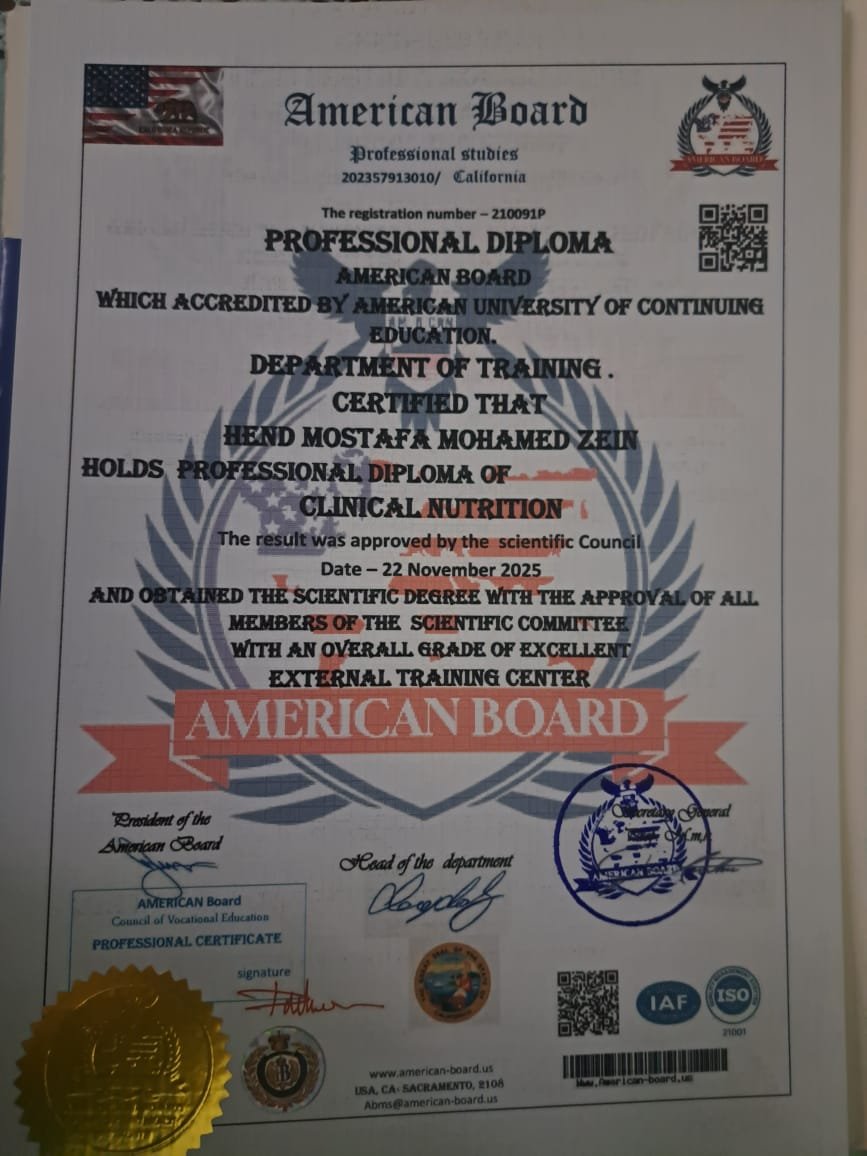 American Board
CALIFORNIA REPUBLIC
AMERICAN BOARD
Professional studies
202357913010/ California
The registration number – 210091P
PROFESSIONAL DIPLOMA
AMERICAN BOARD
WHICH ACCREDITED BY AMERICAN UNIVERSITY OF CONTINUING
EDUCATION.
DEPARTMENT OF TRAINING .
CERTIFIED THAT
HEND MOSTAFA MOHAMED ZEIN
HOLDS PROFESSIONAL DIPLOMA OF
CLINICAL NUTRITION
The result was approved by the scientific Council
Date – 22 November 2025
AND OBTAINED THE SCIENTIFIC DEGREE WITH THE APPROVAL OF ALL
MEMBERS OF THE SCIENTIFIC COMMITTEE
WITH AN OVERALL GRADE OF EXCELLENT
EXTERNAL TRAINING CENTER
AMERICAN BOARD
President of the
American Board
Head of the department
Secretary General
AMERICAN BOARD
AMERICAN Board
Council of Vocational Education
PROFESSIONAL CERTIFICATE
signature
IAF
ISO
21001
B
www.american-board.us
USA, CA- SACRAMENTO, 2108
Abms@american-board.us
Www.American-board.us